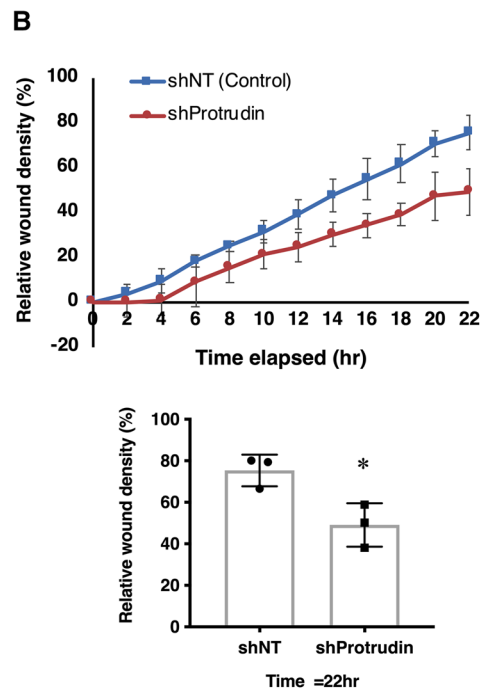 B
Relative wound density (%)
100
80
60
40
20
0
-20
shNT (Control)
shProtrudin
0 2 4 6 8 10 12 14 16 18 20 22
Time elapsed (hr)
Relative wound density (%)
100
80
60
40
20
0
*
shNT shProtrudin
Time =22hr